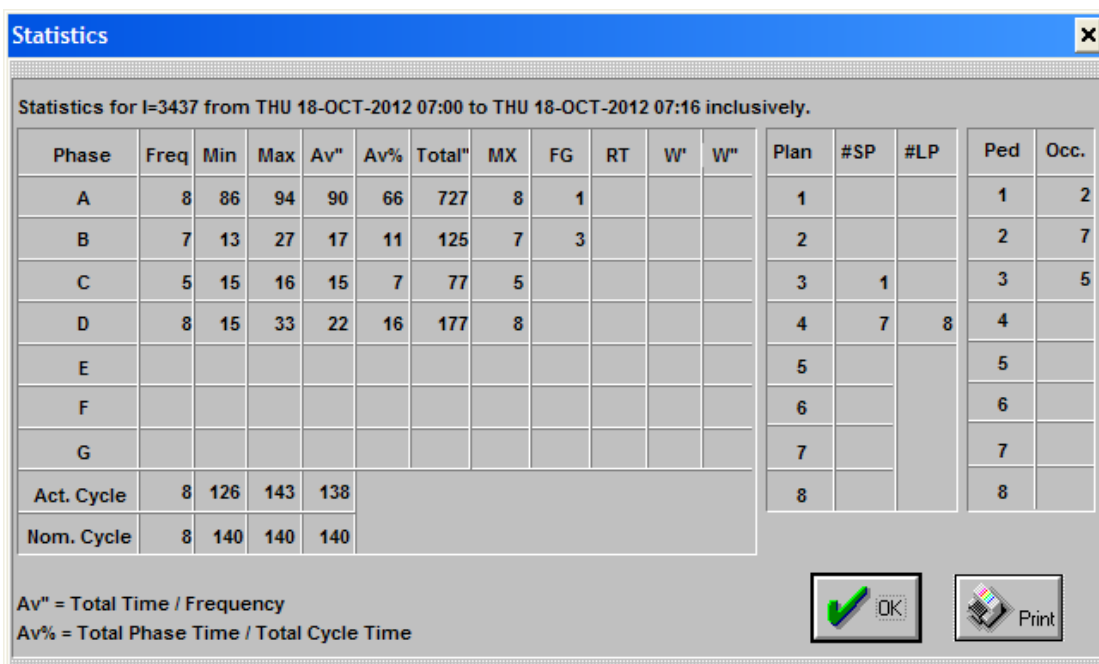 Statistics
Statistics for I=3437 from THU 18-OCT-2012 07:00 to THU 18-OCT-2012 07:16 inclusively.
Phase Freq Min Max Av" Av% Total" MX FG RT W' W" Plan #SP #LP Ped Occ.
A 8 86 94 90 66 727 8 1 1 1 2
B 7 13 27 17 11 125 7 3 2 2 7
C 5 15 16 15 7 77 5 3 1 3 5
D 8 15 33 22 16 177 8 4 7 8 4
E 5 5
F 6 6
G 7 7
Act. Cycle 8 126 143 138 8 8
Nom. Cycle 8 140 140 140
Av" = Total Time / Frequency
Av% = Total Phase Time / Total Cycle Time
OK
Print